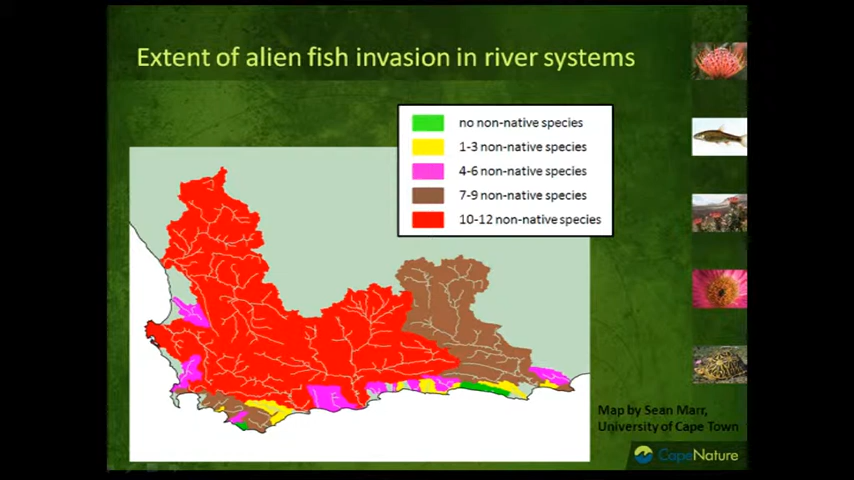 Extent of alien fish invasion in river systems
no non-native species
1-3 non-native species
4-6 non-native species
7-9 non-native species
10-12 non-native species
Map by Sean Marr,
University of Cape Town
CapeNature